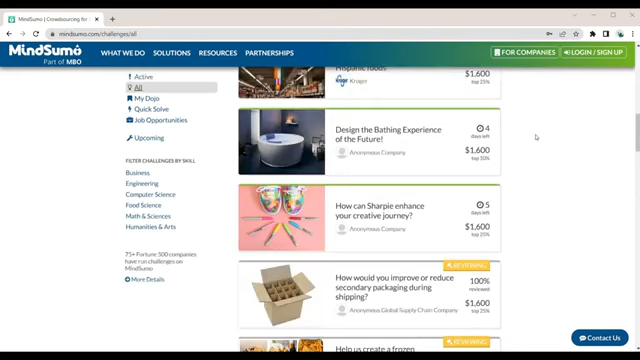 MindSumo | Crowdsourcing for
mindsumo.com/challenges/all
MindSumo
Part of MBO
WHAT WE DO
SOLUTIONS
RESOURCES
PARTNERSHIPS
FOR COMPANIES
LOGIN / SIGN UP
Active
All
My Dojo
Quick Solve
Job Opportunities
Upcoming
FILTER CHALLENGES BY SKILL
Business
Engineering
Computer Science
Food Science
Math & Sciences
Humanities & Arts
75+ Fortune 500 companies
have run challenges on
MindSumo
More Details
Hispanic foods
Kroger
Kroger
$1,600
top 25%
Design the Bathing Experience
of the Future!
Anonymous Company
4
days left
$1,600
top 30%
How can Sharpie enhance
your creative journey?
Anonymous Company
5
days left
$1,600
top 25%
REVIEWING
How would you improve or reduce
secondary packaging during
shipping?
Anonymous Global Supply Chain Company
100%
reviewed
$1,600
top 25%
REVIEWING
Help us create a frozen
Contact Us